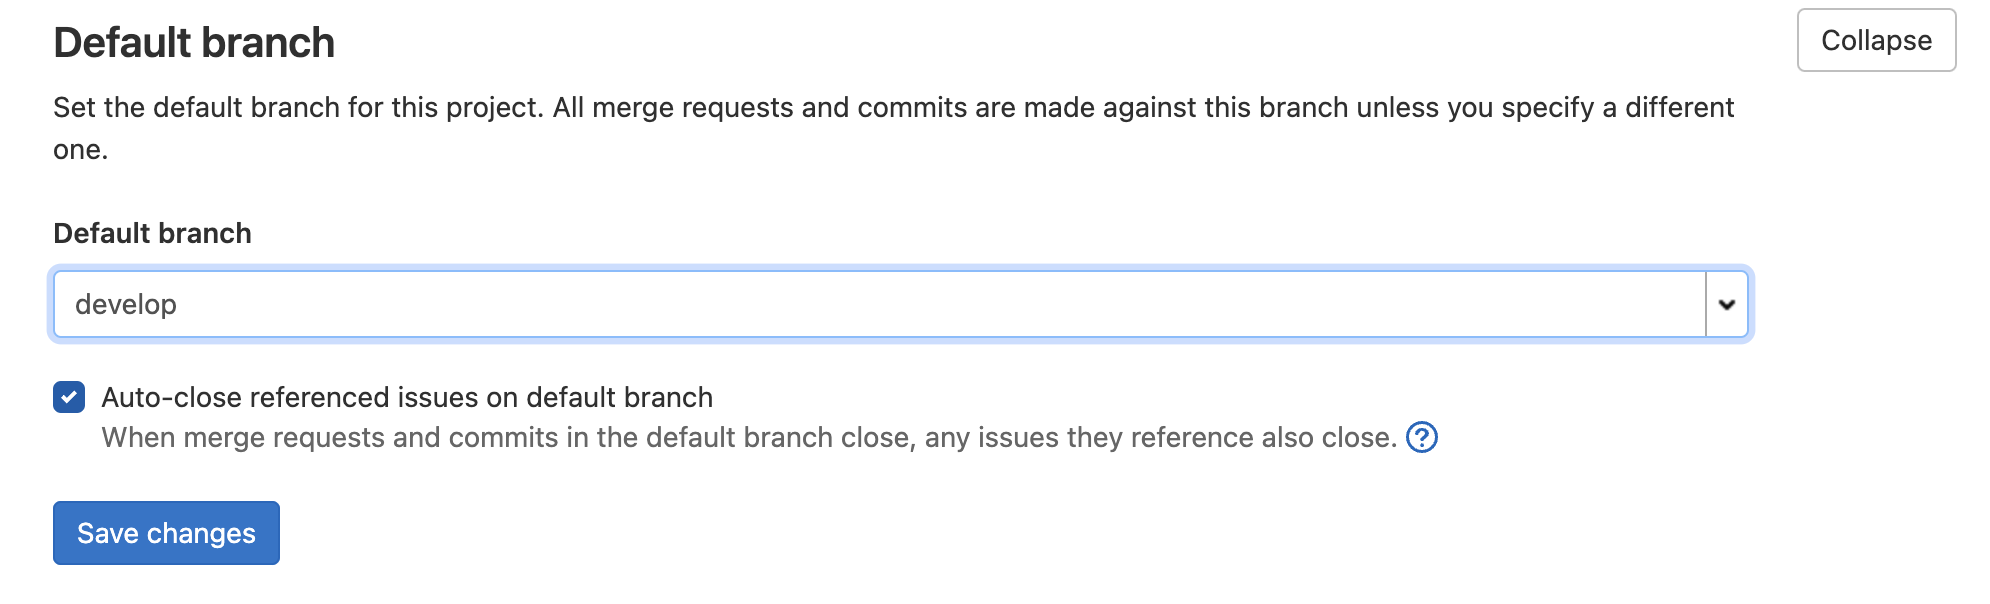 Default branch
Collapse
Set the default branch for this project. All merge requests and commits are made against this branch unless you specify a different
one.
Default branch
develop
Auto-close referenced issues on default branch
When merge requests and commits in the default branch close, any issues they reference also close.
Save changes